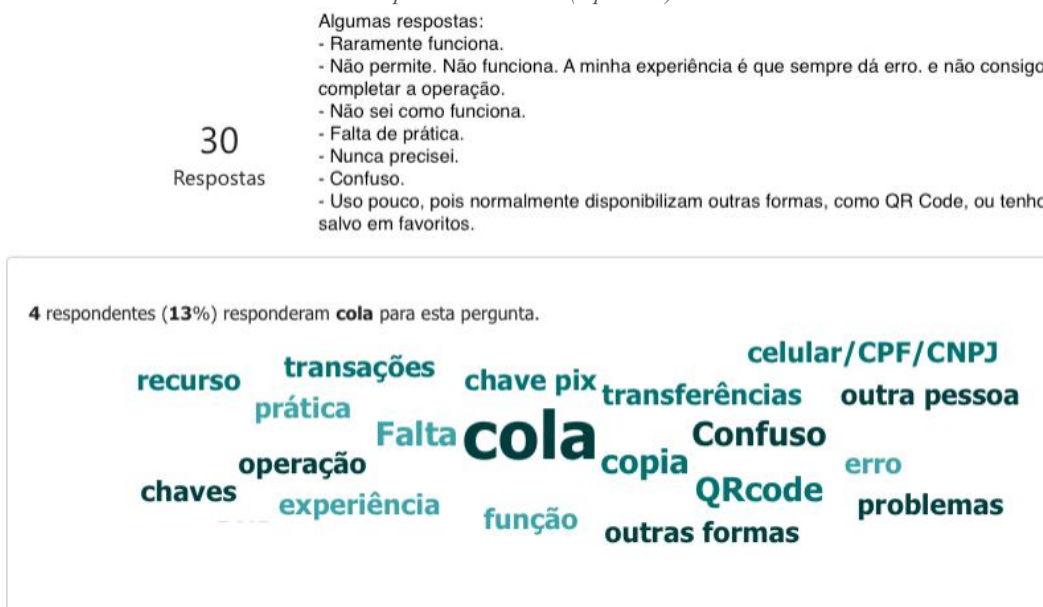 Algumas respostas:
- Raramente funciona.
- Não permite. Não funciona. A minha experiência é que sempre dá erro. e não consigo
completar a operação.
- Não sei como funciona.
- Falta de prática.
- Nunca precisei.
- Confuso.
- Uso pouco, pois normalmente disponibilizam outras formas, como QR Code, ou tenho
salvo em favoritos.
30
Respostas
4 respondentes (13%) responderam cola para esta pergunta.
celular/CPF/CNPJ
transações
recurso
chave pix
transferências
outra pessoa
prática
Falta
cola
Confuso
operação
copia
erro
chaves
QRcode
experiência
problemas
função
outras formas